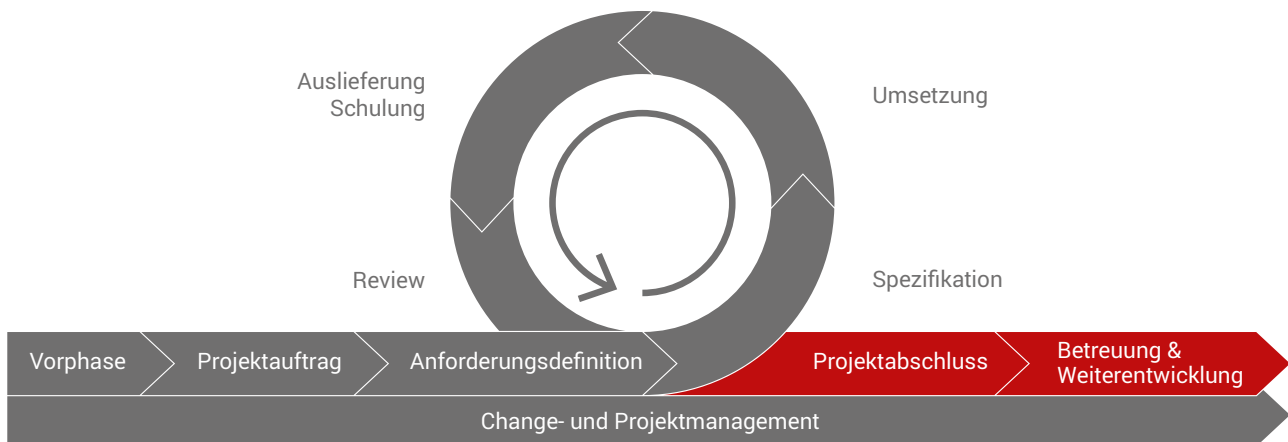 Auslieferung
Schulung
Umsetzung
Review
Spezifikation
Vorphase
Projektauftrag
Anforderungsdefinition
Projektabschluss
Betreuung &
Weiterentwicklung
Change- und Projektmanagement